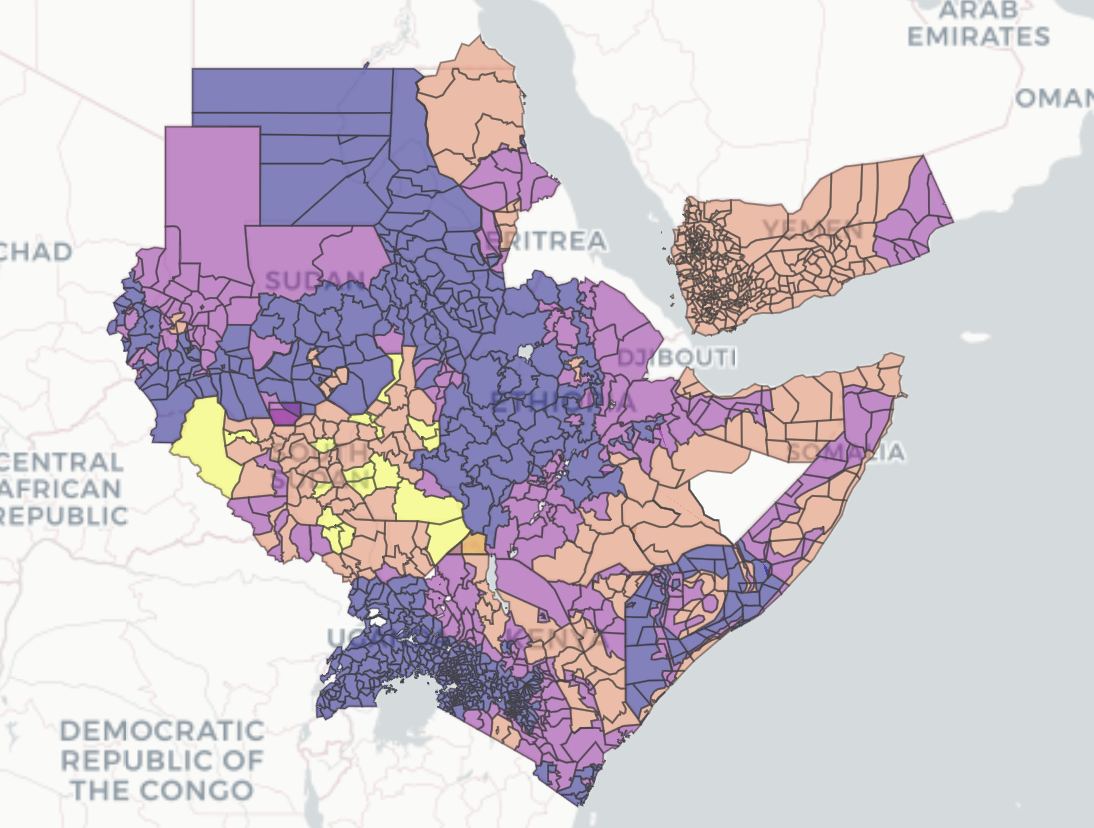 ARAB
EMIRATES
OMAN
YEMEN
CHAD
ERITREA
SUDAN
DJIBOUTI
ETHIOPIA
SOMALIA
SOUTH
SUDAN
CENTRAL
AFRICAN
REPUBLIC
KENYA
DEMOCRATIC
REPUBLIC OF
THE CONGO